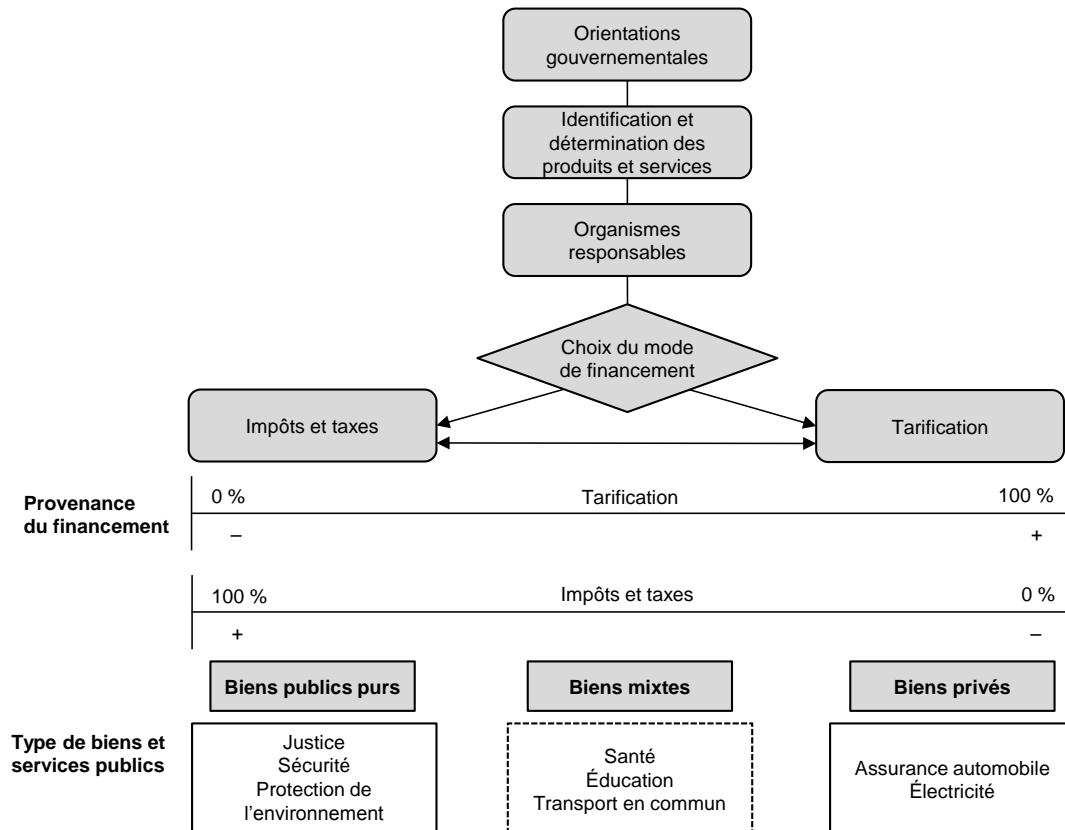 Orientations
gouvernementales
Identification et
détermination des
produits et services
Organismes
responsables
Choix du mode
de financement
Impôts et taxes
Tarification
Provenance
du financement
0 %
Tarification
100 %
–
+
100 %
Impôts et taxes
0 %
+
–
Biens publics purs
Biens mixtes
Biens privés
Type de biens et
services publics
Justice
Sécurité
Protection de
l’environnement
Santé
Éducation
Transport en commun
Assurance automobile
Électricité